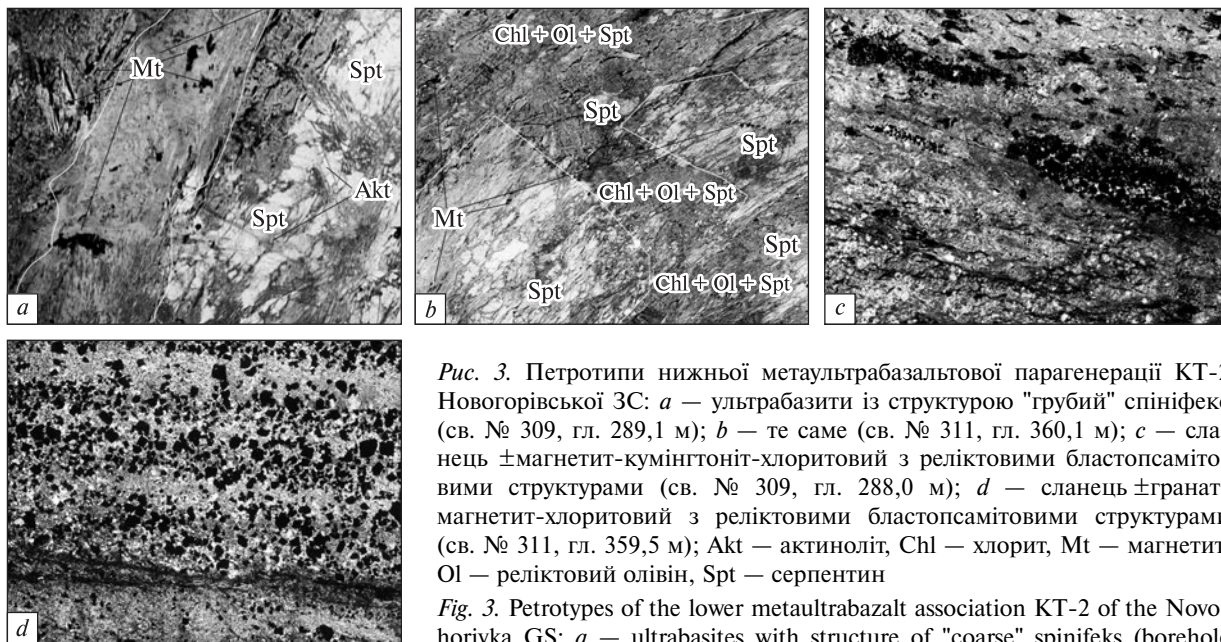 Mt
Spt
Akt
Spt
a
Chl + Ol + Spt
Spt
Spt
Chl + Ol + Spt
Mt
Spt
Spt
Chl + Ol + Spt
b
c
d
Рис. 3. Петротипи нижньої метаультрабазальтової парагенерації КТ-2
Новогорівської ЗС: a — ультрабазити із структурою "грубий" спініфекс
(св. № 309, гл. 289,1 м); b — те саме (св. № 311, гл. 360,1 м); c — сла-
нець ±магнетит-кумінгтоніт-хлоритовий з реліктовими бластопсаміто-
вими структурами (св. № 309, гл. 288,0 м); d — сланець ±гранат-
магнетит-хлоритовий з реліктовими бластопсамітовими структурами
(св. № 311, гл. 359,5 м); Akt — актиноліт, Chl — хлорит, Mt — магнетит,
Ol — реліктовий олівін, Spt — серпентин
Fig. 3. Petrotypes of the lower metaultrabazalt association KT-2 of the Novo-
horivka GS: a — ultrabasites with structure of "coarse" spinifeks (borehole